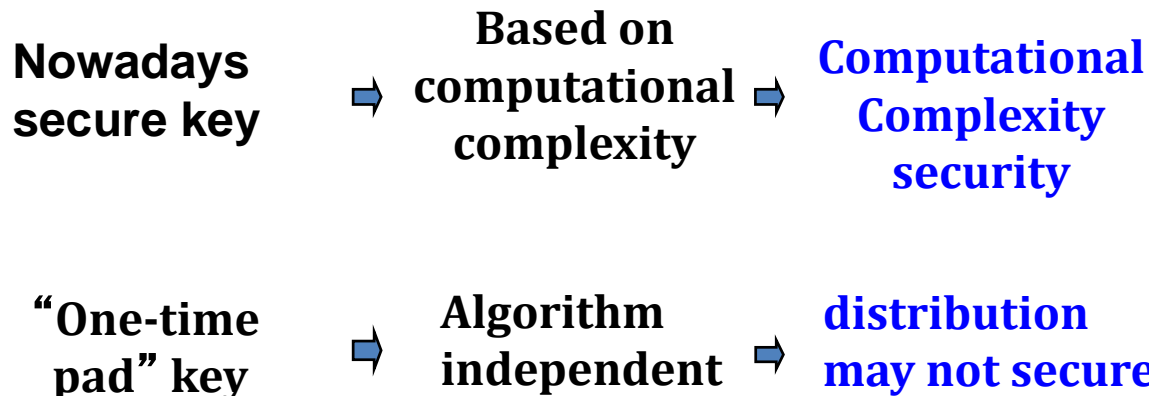 Nowadays
secure key
Based on
computational
complexity
Computational
Complexity
security
“One-time
pad” key
Algorithm
independent
distribution
may not secure